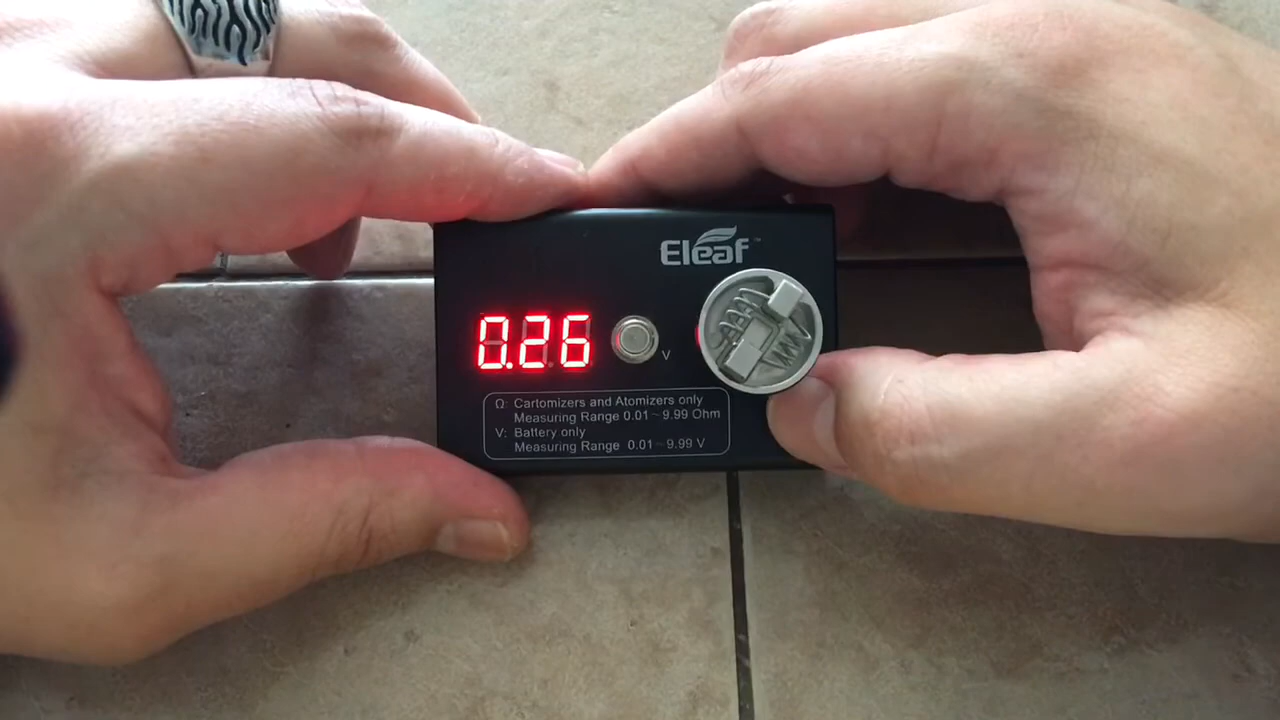 Eleaf™
0.26
V
Ω: Cartomizers and Atomizers only
Measuring Range 0.01~9.99 Ohm
V: Battery only
Measuring Range 0.01~9.99 V